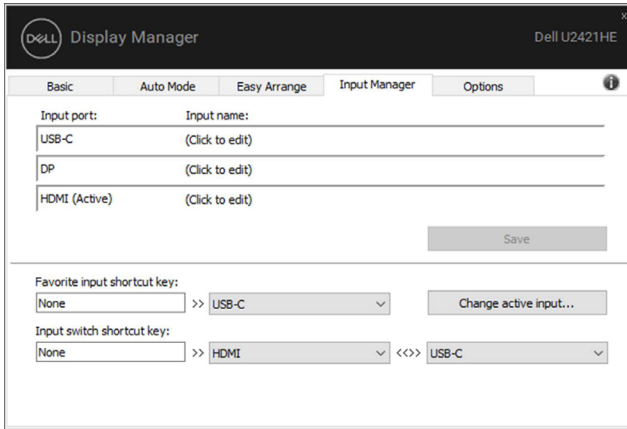 x
DELL Display Manager Dell U2421HE
Basic Auto Mode Easy Arrange Input Manager Options i
Input port: Input name:
USB-C (Click to edit)
DP (Click to edit)
HDMI (Active) (Click to edit)
Save
Favorite input shortcut key:
None >> USB-C Change active input...
Input switch shortcut key:
None >> HDMI <<>> USB-C